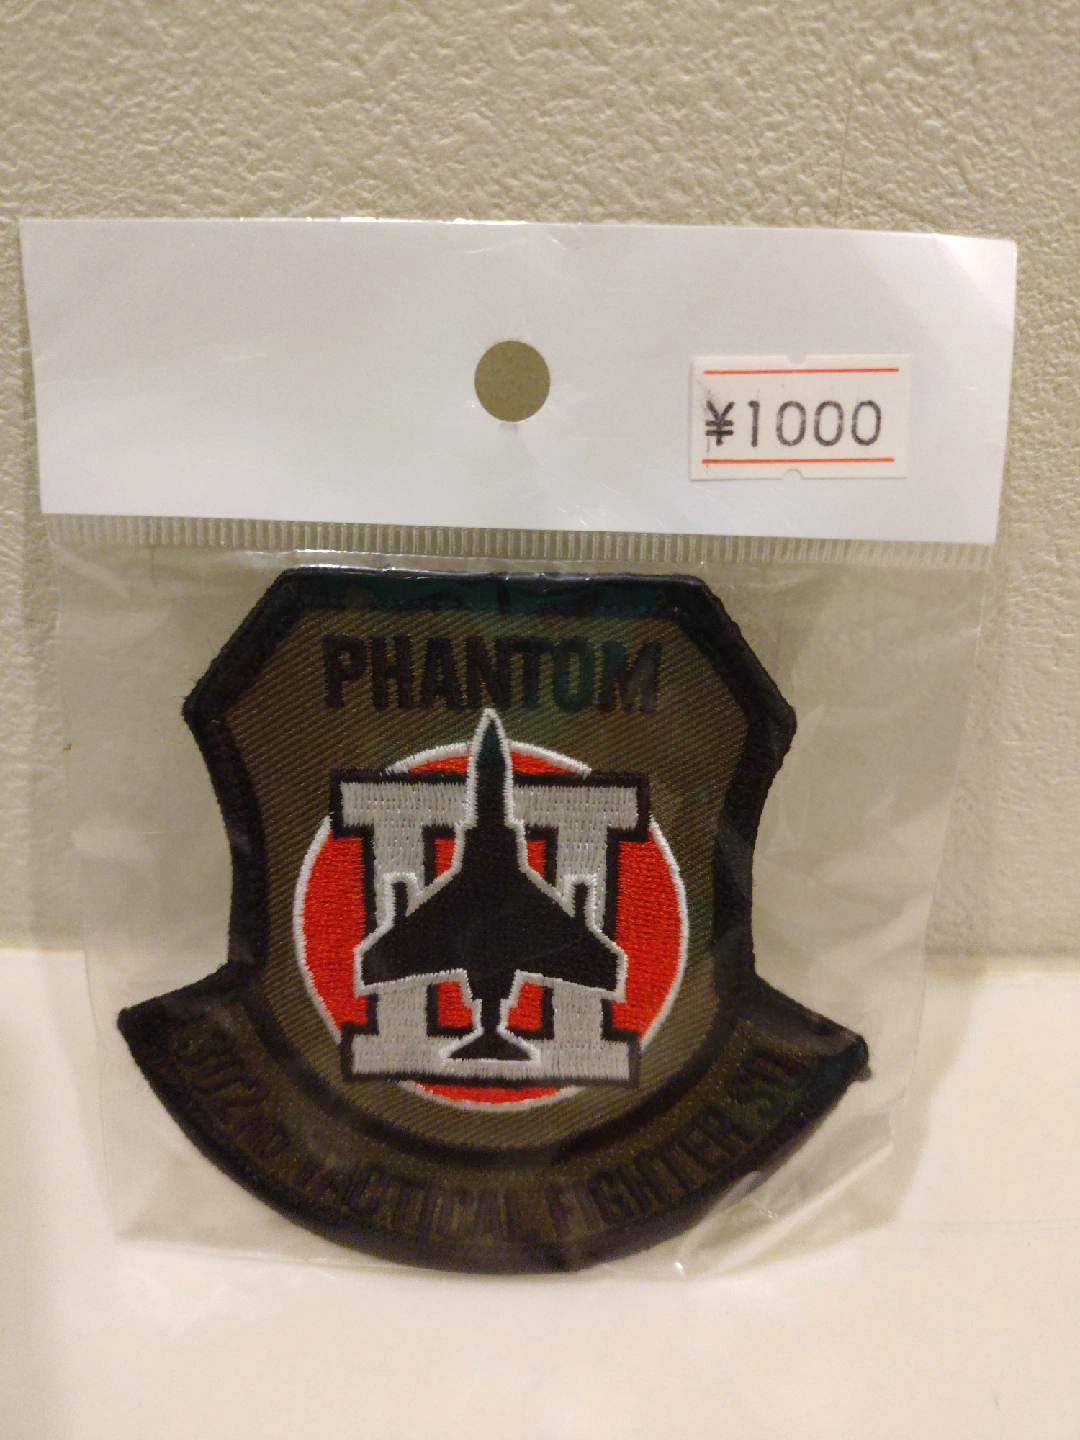 ¥1000
PHANTOM
II
TACTICAL FIGHTER